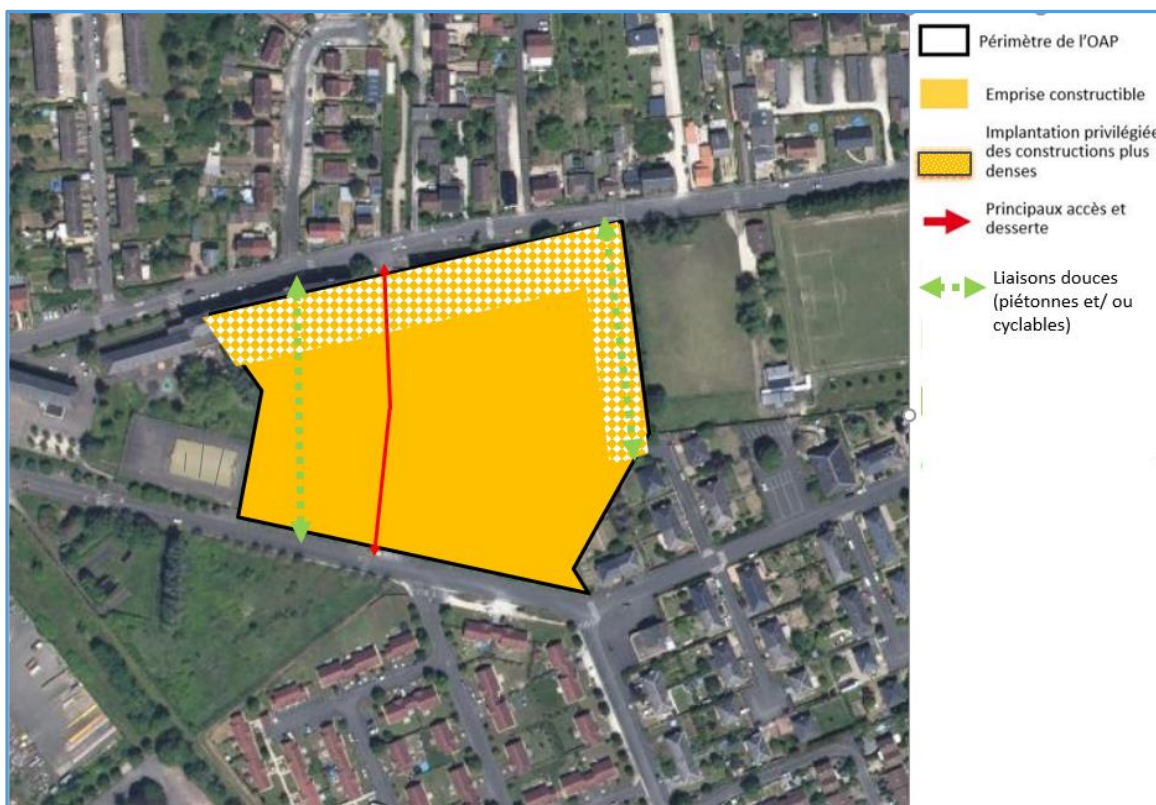 Périmètre de l’OAP
Emprise constructible
Implantation privilégiée
des constructions plus
denses
Principaux accès et
desserte
Liaisons douces
(piétonnes et/ ou
cyclables)